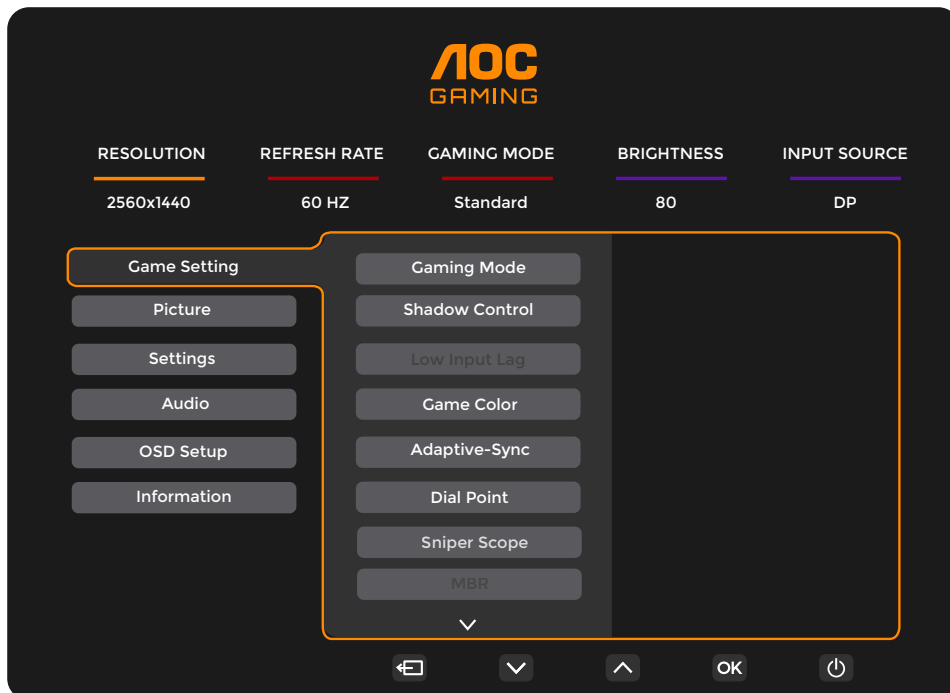 AOC
GAMING
RESOLUTION REFRESH RATE GAMING MODE BRIGHTNESS INPUT SOURCE
2560x1440 60 HZ Standard 80 DP
Game Setting
Picture
Settings
Audio
OSD Setup
Information
Gaming Mode
Shadow Control
Low Input Lag
Game Color
Adaptive-Sync
Dial Point
Sniper Scope
MBR
OK